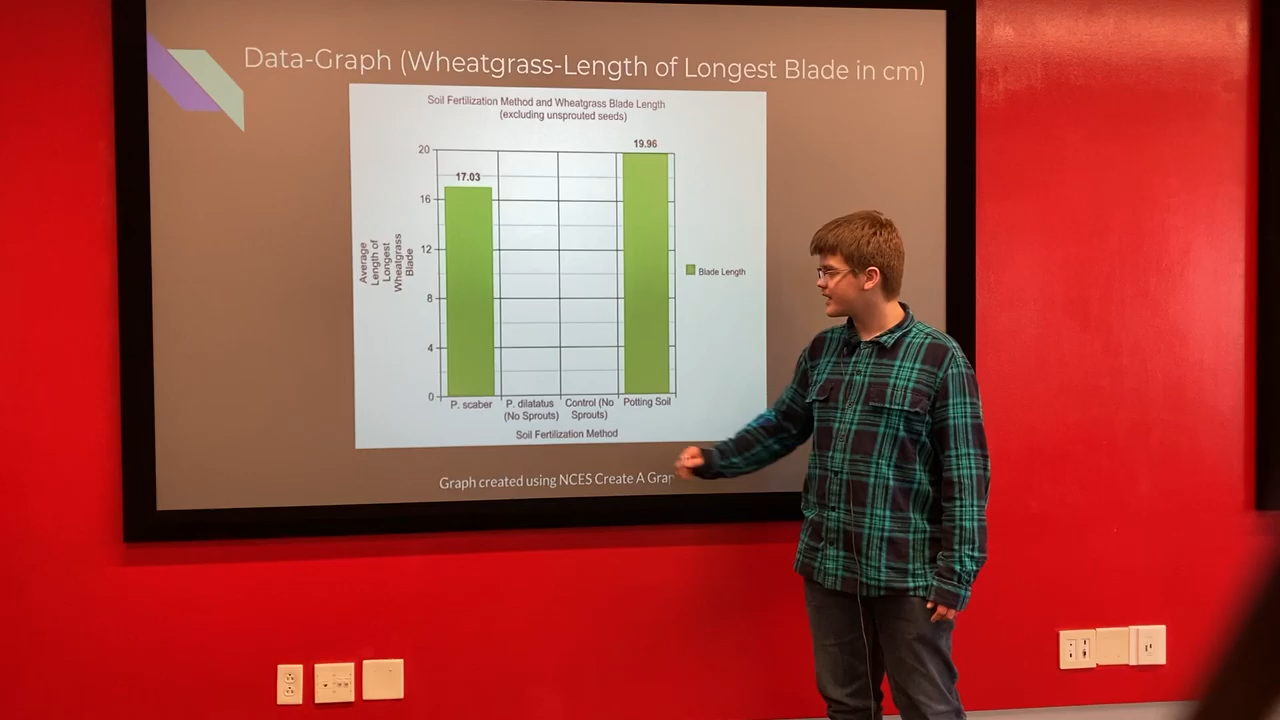 Data-Graph (Wheatgrass-Length of Longest Blade in cm)
Soil Fertilization Method and Wheatgrass Blade Length
(excluding unsprouted seeds)
19.96
20
17.03
16
Average
Length of
Longest
Wheatgrass
Blade
12
Blade Length
8
4
0
P. scaber
P. dilatatus
(No Sprouts)
Control (No
Sprouts)
Potting Soil
Soil Fertilization Method
Graph created using NCES Create A